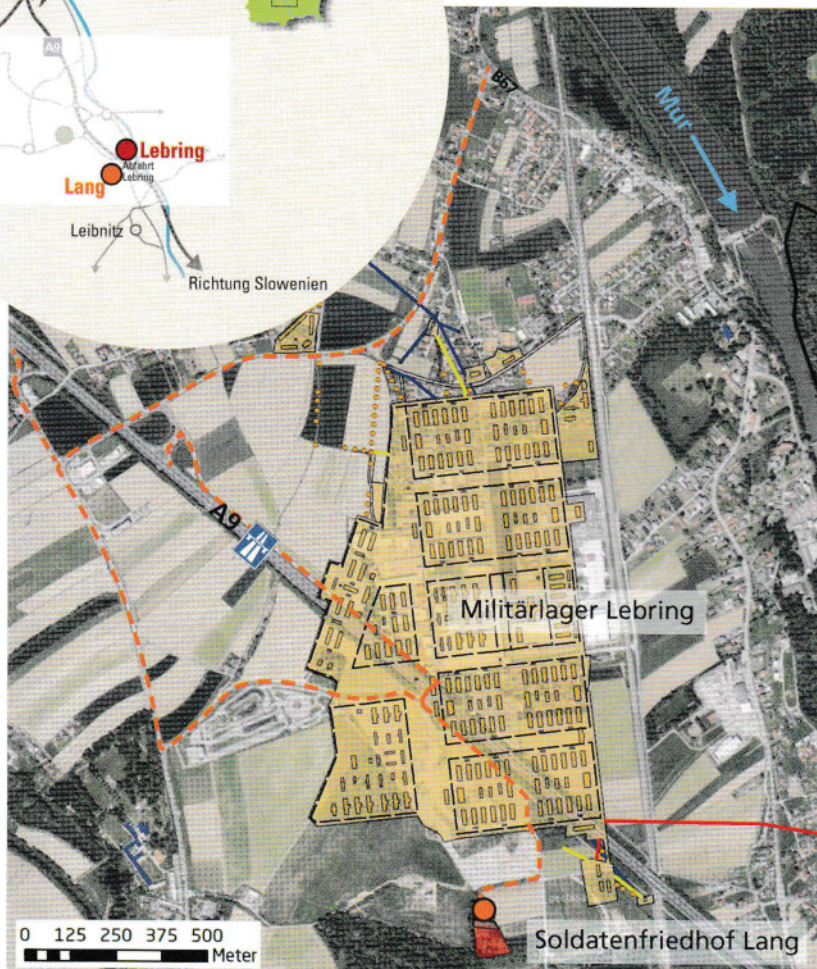 A9
Lebring
Abfahrt
Lebring
Lang
Leibnitz
Richtung Slowenien
B67
Mur
A9
Militärlager Lebring
Soldatenfriedhof Lang
0 125 250 375 500
Meter